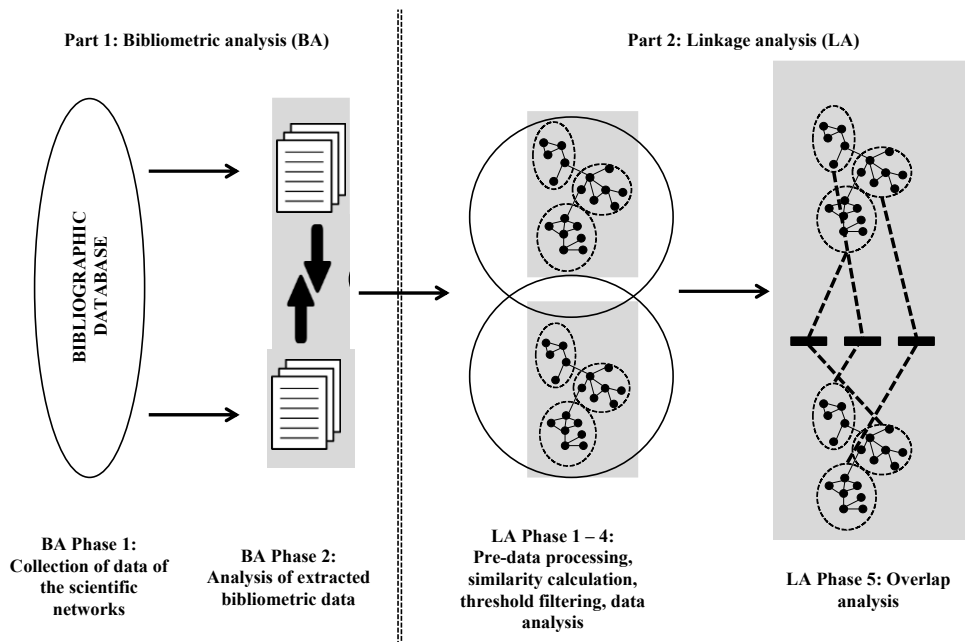 Part 1: Bibliometric analysis (BA)
Part 2: Linkage analysis (LA)
BIBLIOGRAPHIC
DATABASE
BA Phase 1:
Collection of data of
the scientific
networks
BA Phase 2:
Analysis of extracted
bibliometric data
LA Phase 1 – 4:
Pre-data processing,
similarity calculation,
threshold filtering, data
analysis
LA Phase 5: Overlap
analysis